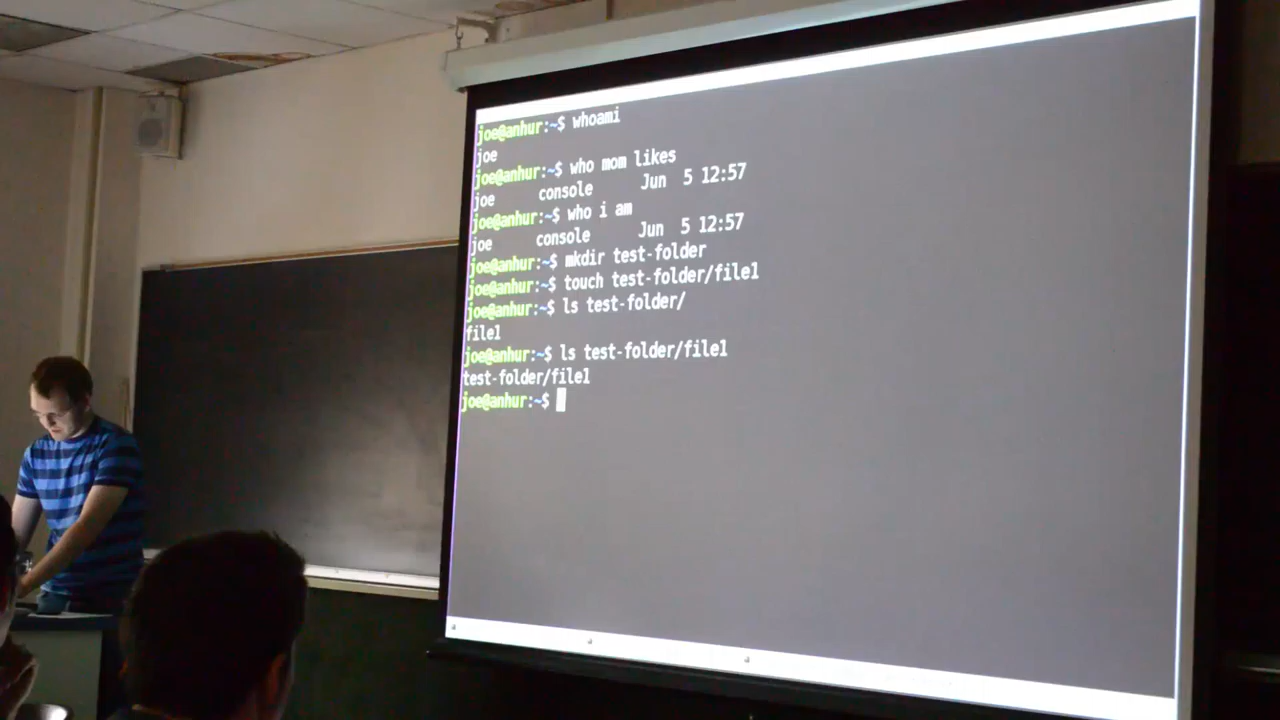 joe@anhur:~$ whoami
joe
joe@anhur:~$ who mom likes
joe console Jun 5 12:57
joe@anhur:~$ who i am
joe console Jun 5 12:57
joe@anhur:~$ mkdir test-folder
joe@anhur:~$ touch test-folder/file1
joe@anhur:~$ ls test-folder/
file1
joe@anhur:~$ ls test-folder/file1
test-folder/file1
joe@anhur:~$